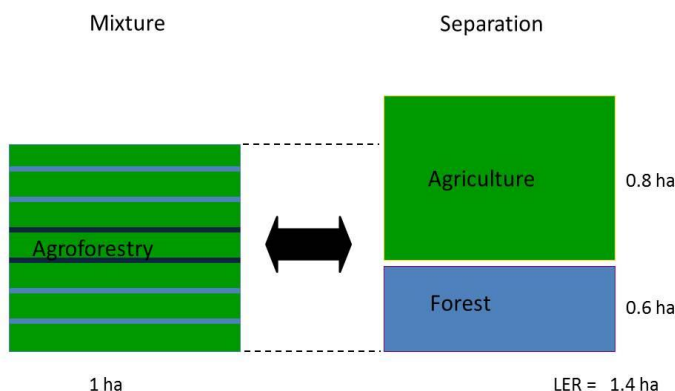 Mixture
Separation
Agroforestry
Agriculture
0.8 ha
Forest
0.6 ha
1 ha
LER = 1.4 ha